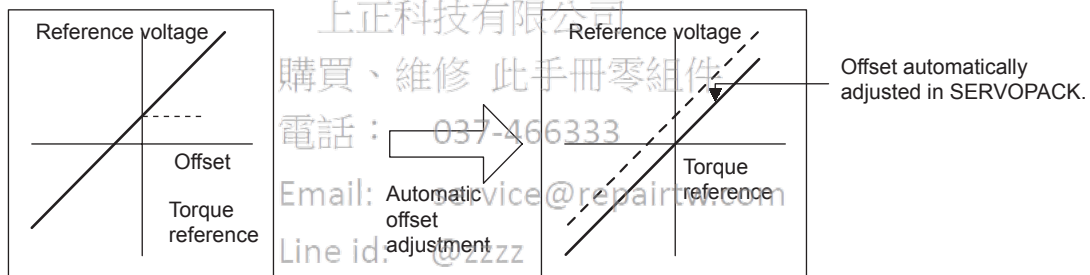 上正科技有限公司
購買、維修 此手冊零組件
電話： 037-466333
Email: service@repairtw.com
Line id: @zzzz
Reference voltage
Offset
Torque
reference
Automatic
offset
adjustment
Reference voltage
Torque
reference
Offset automatically
adjusted in SERVOPACK.